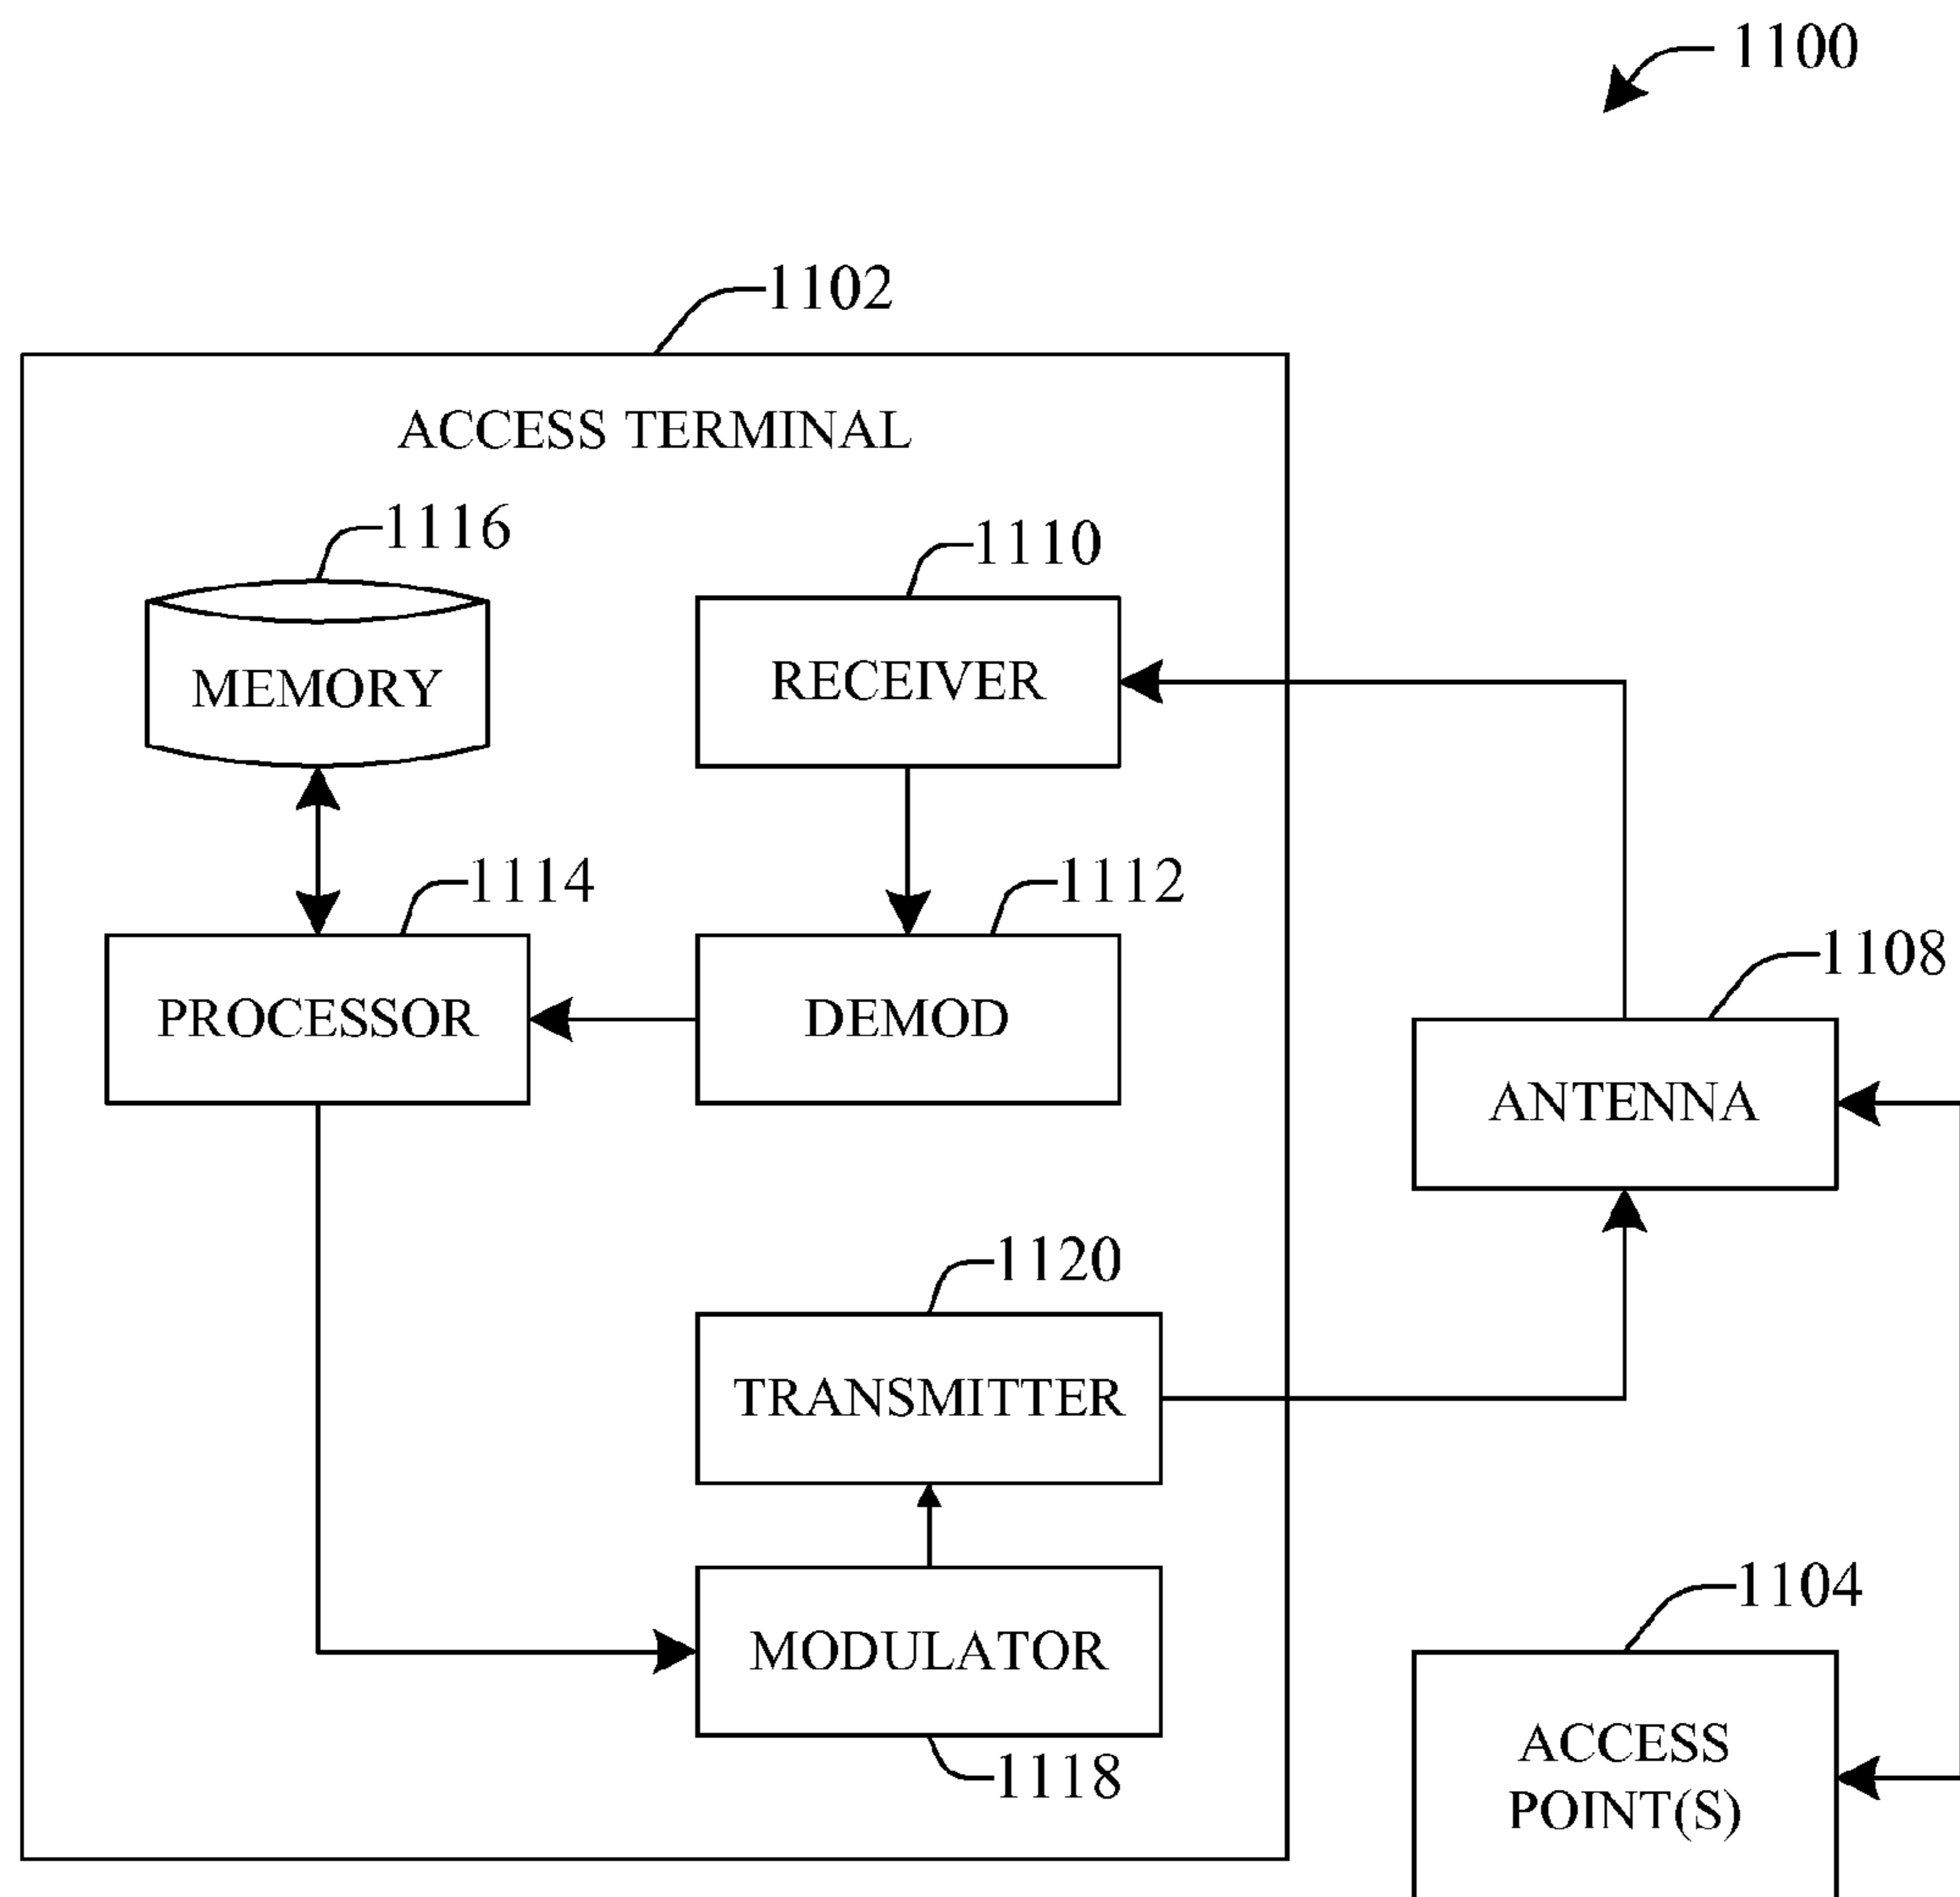 1100
1102
ACCESS TERMINAL
1116
1110
MEMORY
RECEIVER
1114
1112
1108
PROCESSOR
DEMOD
ANTENNA
1120
TRANSMITTER
1104
MODULATOR
ACCESS
POINT(S)
1118